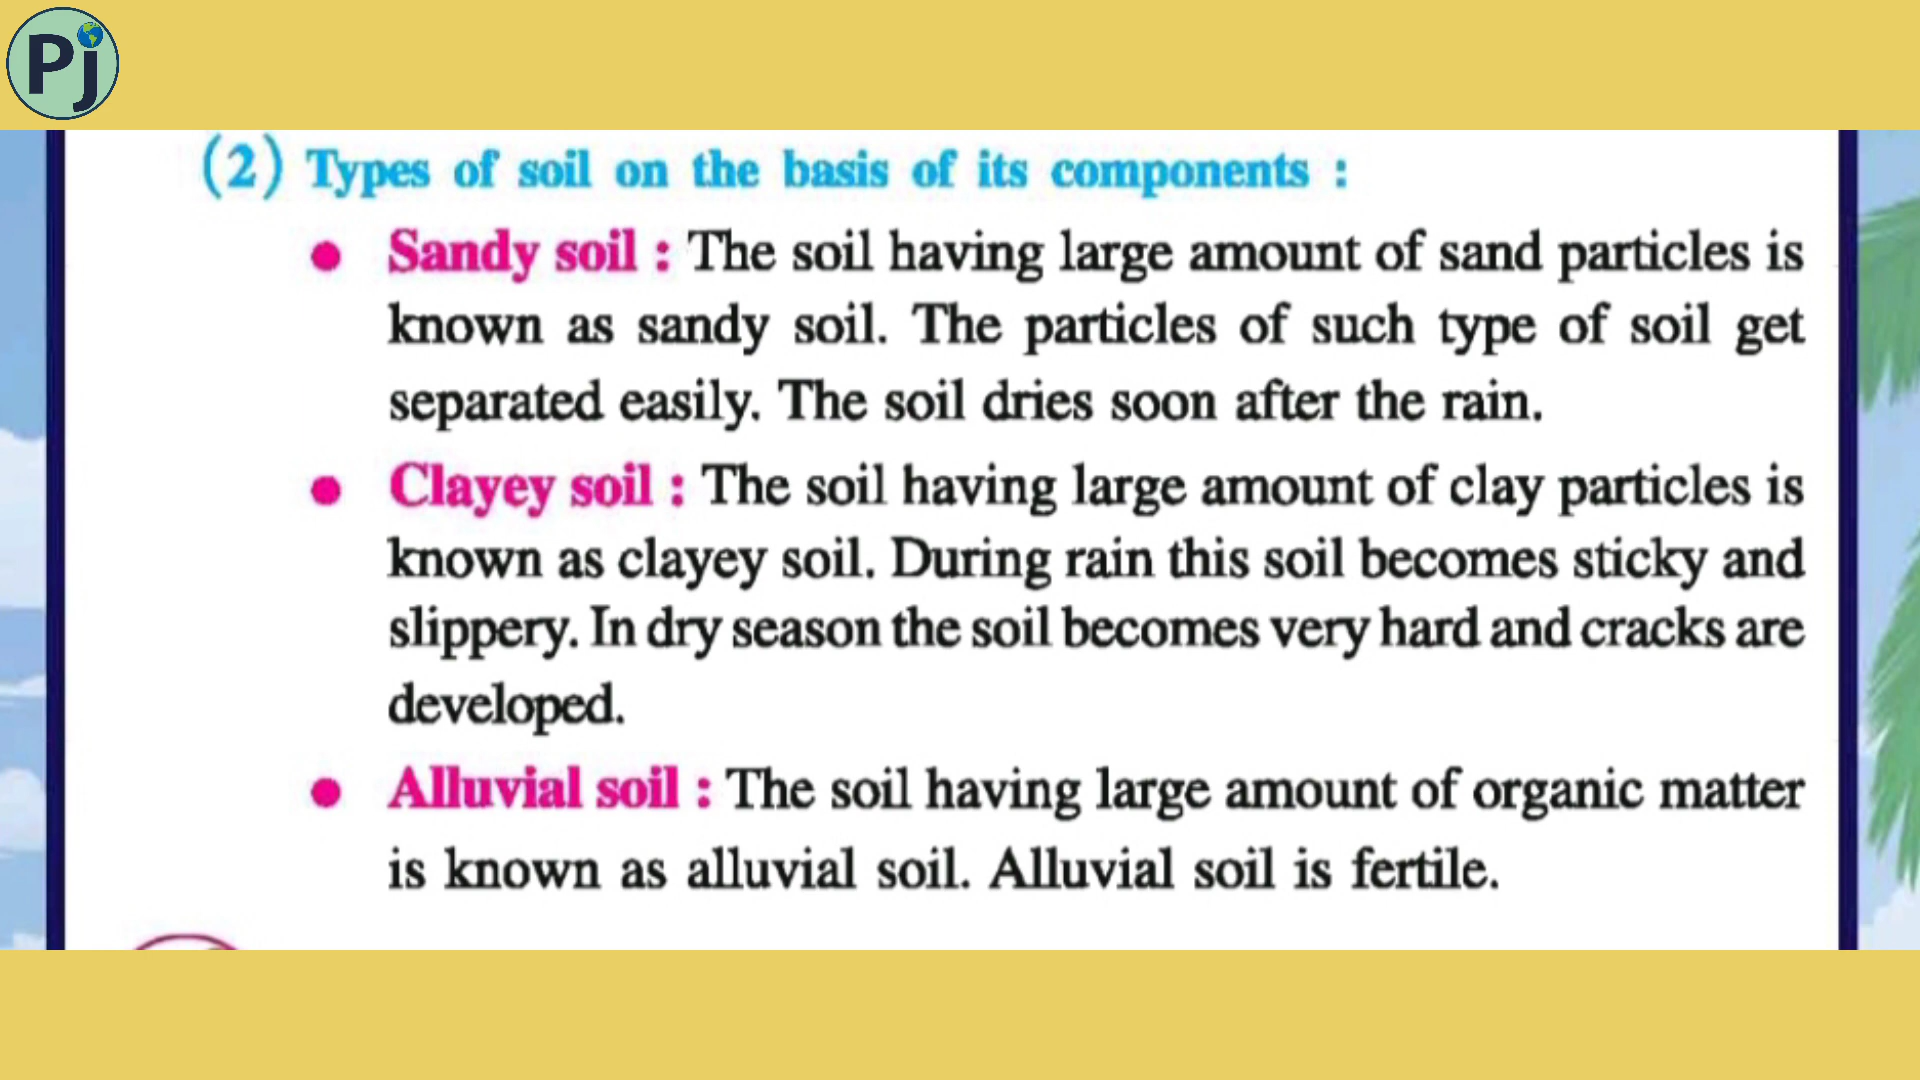 Pj
(2) Types of soil on the basis of its components :
● Sandy soil : The soil having large amount of sand particles is
known as sandy soil. The particles of such type of soil get
separated easily. The soil dries soon after the rain.
● Clayey soil : The soil having large amount of clay particles is
known as clayey soil. During rain this soil becomes sticky and
slippery. In dry season the soil becomes very hard and cracks are
developed.
● Alluvial soil : The soil having large amount of organic matter
is known as alluvial soil. Alluvial soil is fertile.